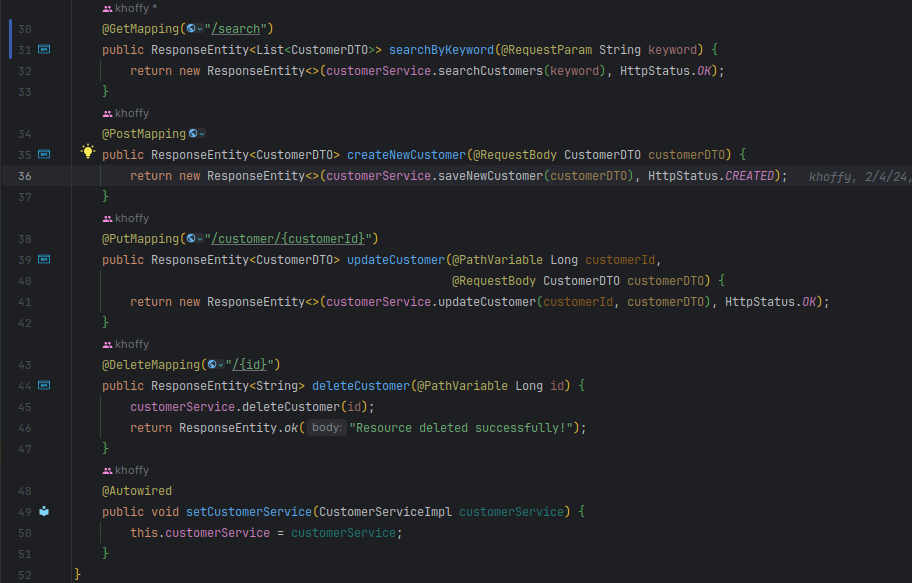 khoffy *
30 @GetMapping("/search")
31 public ResponseEntity<List<CustomerDTO>> searchByKeyword(@RequestParam String keyword) {
32 return new ResponseEntity<>(customerService.searchCustomers(keyword), HttpStatus.OK);
33 }
khoffy
34 @PostMapping
35 public ResponseEntity<CustomerDTO> createNewCustomer(@RequestBody CustomerDTO customerDTO) {
36 return new ResponseEntity<>(customerService.saveNewCustomer(customerDTO), HttpStatus.CREATED); khoffy, 2/4/24,
37 }
khoffy
38 @PutMapping("/customer/{customerId}")
39 public ResponseEntity<CustomerDTO> updateCustomer(@PathVariable Long customerId,
40 @RequestBody CustomerDTO customerDTO) {
41 return new ResponseEntity<>(customerService.updateCustomer(customerId, customerDTO), HttpStatus.OK);
42 }
khoffy
43 @DeleteMapping("/{id}")
44 public ResponseEntity<String> deleteCustomer(@PathVariable Long id) {
45 customerService.deleteCustomer(id);
46 return ResponseEntity.ok( body: "Resource deleted successfully!");
47 }
khoffy
48 @Autowired
49 public void setCustomerService(CustomerServiceImpl customerService) {
50 this.customerService = customerService;
51 }
52 }